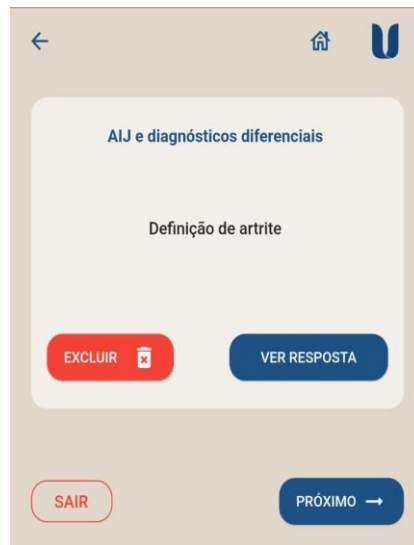 AIJ e diagnósticos diferenciais
Definição de artrite
EXCLUIR
VER RESPOSTA
SAIR
PRÓXIMO →